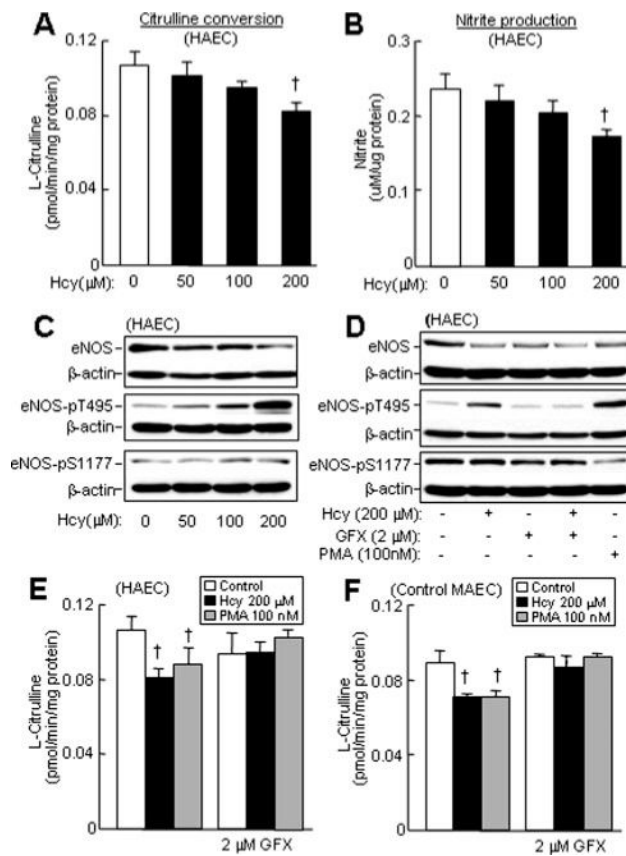 A
Citrulline conversion
(HAEC)
L-Citrulline
(pmol/min/mg protein)
0.12
0.08
0.04
0
†
Hcy(µM): 0 50 100 200
B
Nitrite production
(HAEC)
Nitrite
(uM/ug protein)
0.3
0.2
0.1
0
†
Hcy(µM): 0 50 100 200
C
(HAEC)
eNOS-
β-actin-
eNOS-pT495-
β-actin-
eNOS-pS1177-
β-actin-
Hcy(µM): 0 50 100 200
D
(HAEC)
eNOS-
β-actin-
eNOS-pT495-
β-actin-
eNOS-pS1177-
β-actin-
Hcy (200 µM): - + - + -
GFX (2 µM): - - + + -
PMA (100nM): - - - - +
E
(HAEC)
Control
Hcy 200 µM
PMA 100 nM
L-Citrulline
(pmol/min/mg protein)
0.12
0.08
0.04
0
† †
2 µM GFX
F
(Control MAEC)
Control
Hcy 200 µM
PMA 100 nM
L-Citrulline
(pmol/min/mg protein)
0.12
0.08
0.04
0
† †
2 µM GFX